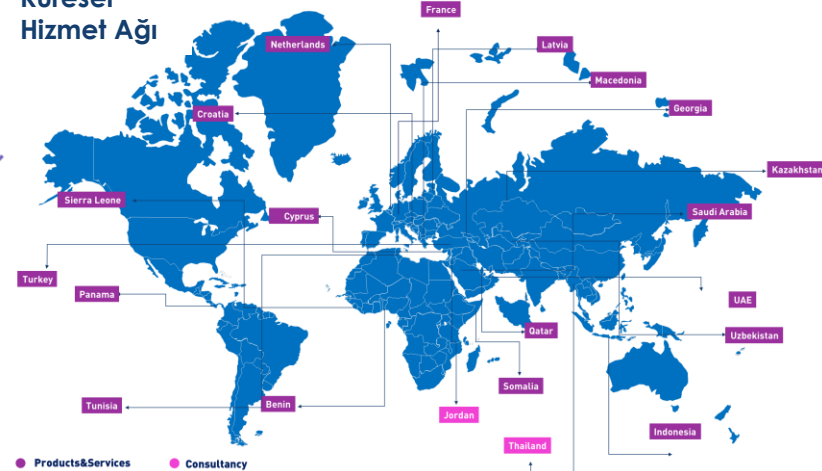 Küresel
Hizmet Ağı
France
Netherlands
Latvia
Macedonia
Croatia
Georgia
Kazakhstan
Sierra Leone
Cyprus
Saudi Arabia
Turkey
Panama
UAE
Qatar
Uzbekistan
Somalia
Tunisia
Benin
Jordan
Indonesia
Thailand
Products&Services
Consultancy